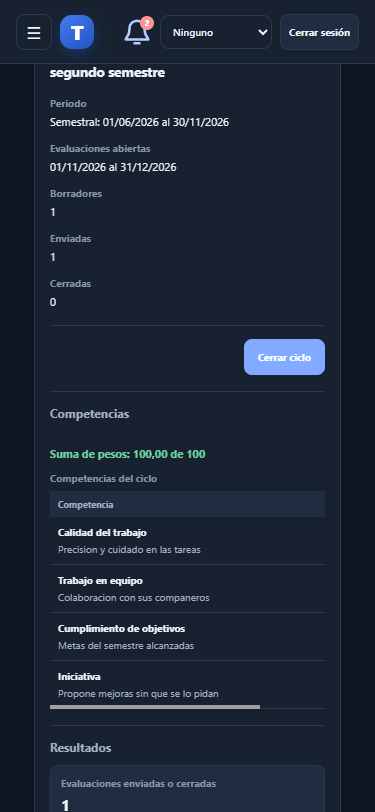 ☰
T
2
Ninguno
Cerrar sesión
segundo semestre
Periodo
Semestral: 01/06/2026 al 30/11/2026
Evaluaciones abiertas
01/11/2026 al 31/12/2026
Borradores
1
Enviadas
1
Cerradas
0
Cerrar ciclo
Competencias
Suma de pesos: 100,00 de 100
Competencias del ciclo
Competencia
Calidad del trabajo
Precision y cuidado en las tareas
Trabajo en equipo
Colaboracion con sus companeros
Cumplimiento de objetivos
Metas del semestre alcanzadas
Iniciativa
Propone mejoras sin que se lo pidan
Resultados
Evaluaciones enviadas o cerradas
1